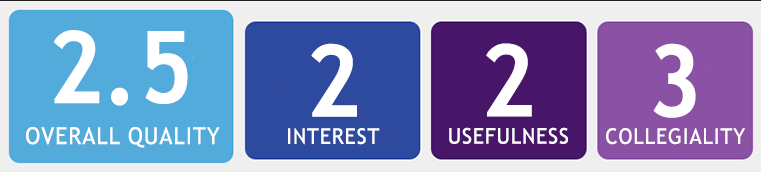 2.5
OVERALL QUALITY
2
INTEREST
2
USEFULNESS
3
COLLEGIALITY